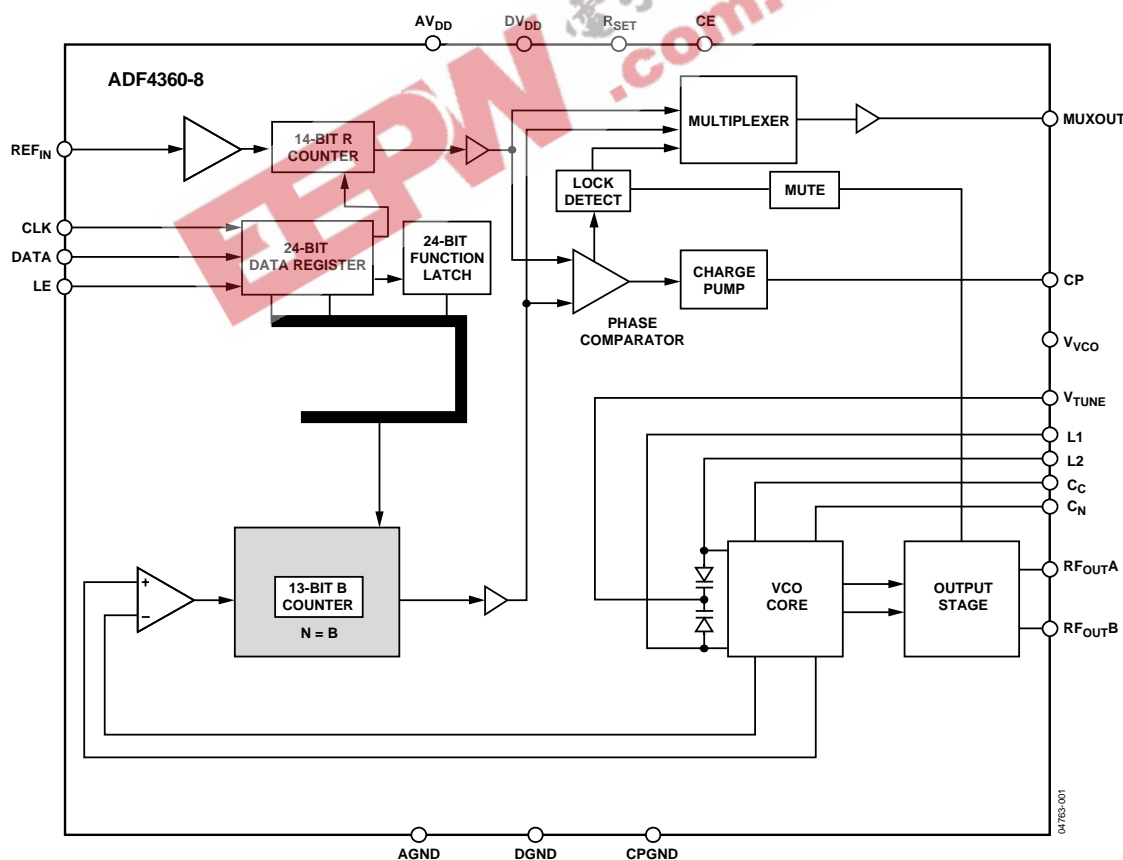 AVDD DVDD RSET CE
ADF4360-8
REFIN
CLK
DATA
LE
14-BIT R
COUNTER
24-BIT
DATA REGISTER
24-BIT
FUNCTION
LATCH
MULTIPLEXER
LOCK
DETECT
MUTE
CHARGE
PUMP
PHASE
COMPARATOR
MUXOUT
CP
VVCO
VTUNE
L1
L2
CC
CN
RFOUTA
RFOUTB
+
−
13-BIT B
COUNTER
N = B
VCO
CORE
OUTPUT
STAGE
AGND DGND CPGND
04763-001
EEPW
.com.